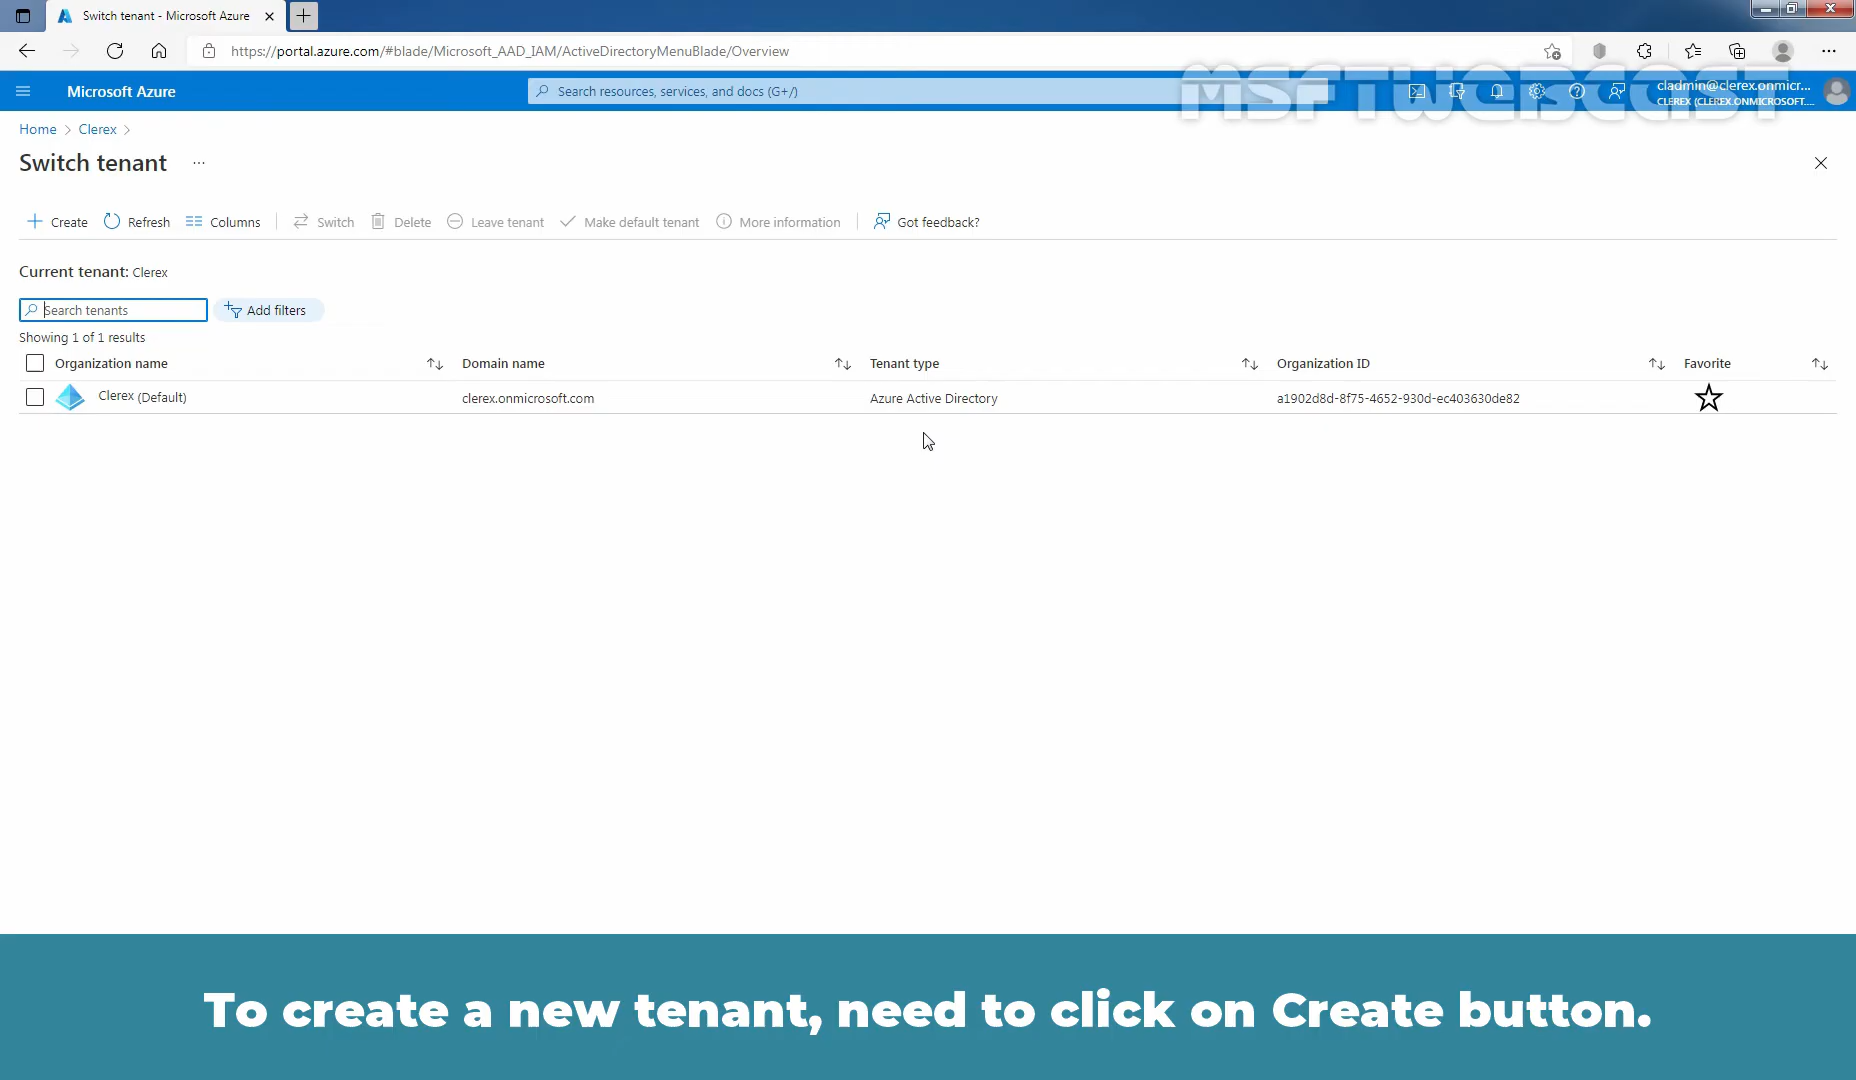 Switch tenant - Microsoft Azure
https://portal.azure.com/#blade/Microsoft_AAD_IAM/ActiveDirectoryMenuBlade/Overview
MSFTWEBCAST
Microsoft Azure
Search resources, services, and docs (G+/)
cladmin@clerex.onmicr...
CLEREX (CLEREX.ONMICROSOFT....
Home > Clerex >
Switch tenant ...
Create Refresh Columns Switch Delete Leave tenant Make default tenant More information Got feedback?
Current tenant: Clerex
Search tenants Add filters
Showing 1 of 1 results
Organization name Domain name Tenant type Organization ID Favorite
Clerex (Default) clerex.onmicrosoft.com Azure Active Directory a1902d8d-8f75-4652-930d-ec403630de82
To create a new tenant, need to click on Create button.